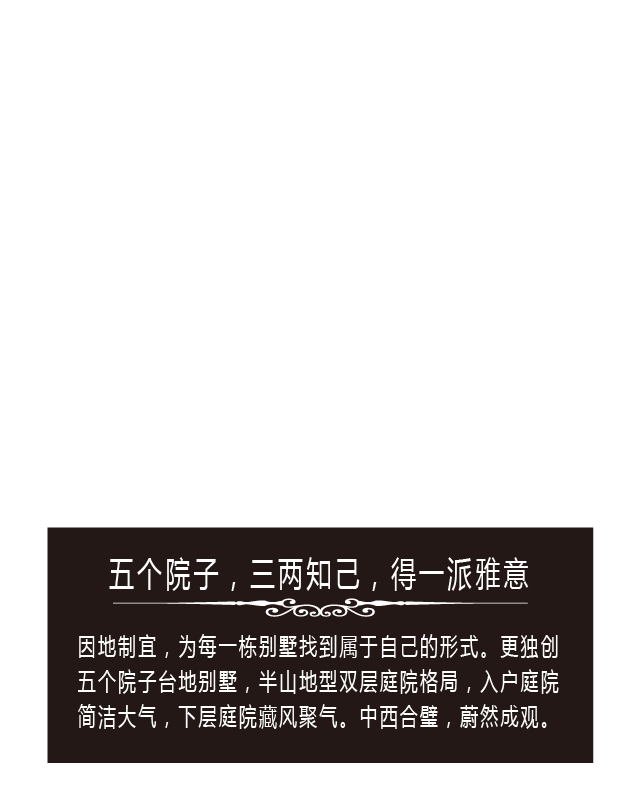 五个院子，三两知己，得一派雅意
因地制宜，为每一栋别墅找到属于自己的形式。更独创
五个院子台地别墅，半山地型双层庭院格局，入户庭院
简洁大气，下层庭院藏风聚气。中西合璧，蔚然成观。